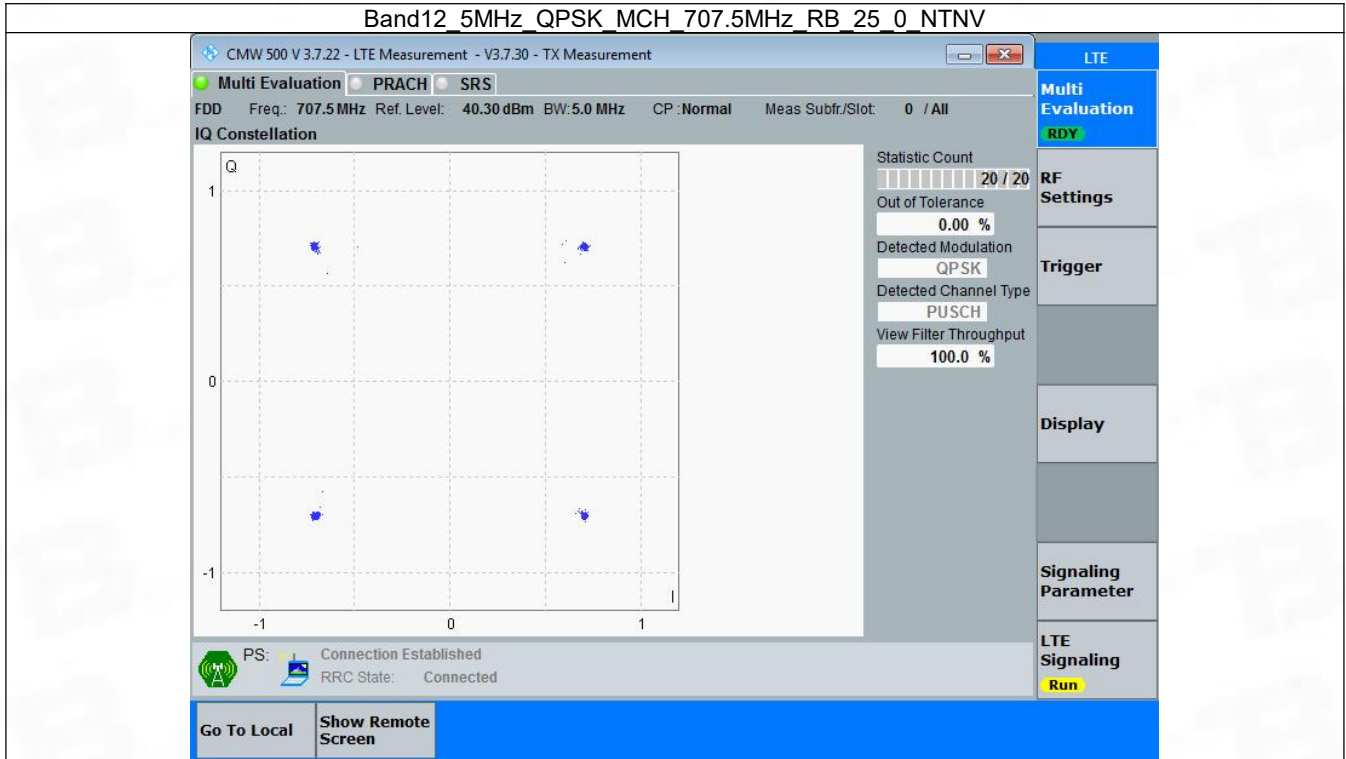 Band12_5MHz_QPSK_MCH_707.5MHz_RB_25_0_NTNV
CMW 500 V 3.7.22 - LTE Measurement - V3.7.30 - TX Measurement
LTE
Multi Evaluation PRACH SRS
FDD Freq.: 707.5 MHz Ref. Level: 40.30 dBm BW: 5.0 MHz CP : Normal Meas Subfr./Slot: 0 / All
IQ Constellation
Q
1
0
-1
I
-1 0 1
Statistic Count
20 / 20
Out of Tolerance
0.00 %
Detected Modulation
QPSK
Detected Channel Type
PUSCH
View Filter Throughput
100.0 %
Multi
Evaluation
RDY
RF
Settings
Trigger
Display
Signaling
Parameter
LTE
Signaling
Run
PS: Connection Established
RRC State: Connected
Go To Local
Show Remote
Screen